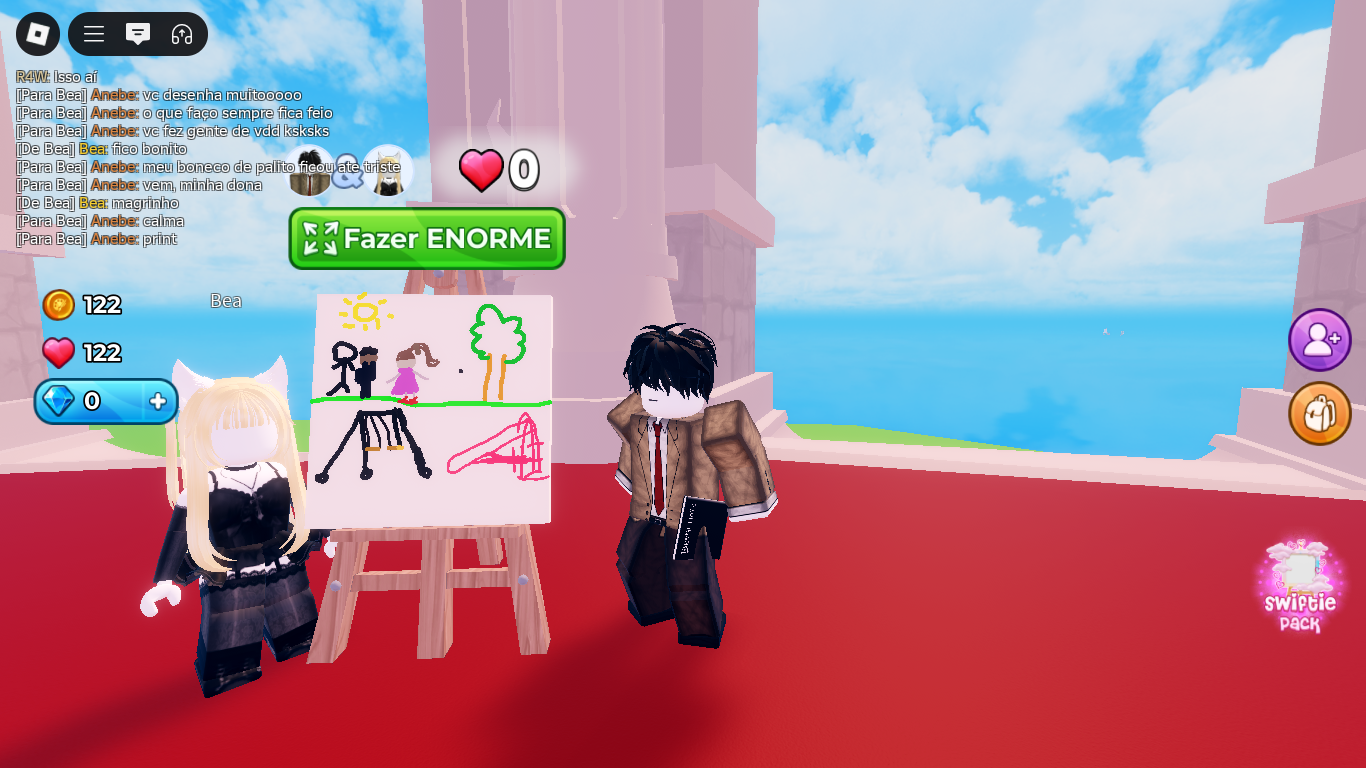 R4W: Isso aí
[Para Bea] Anebe: vc desenha muitooooo
[Para Bea] Anebe: o que faço sempre fica feio
[Para Bea] Anebe: vc fez gente de vdd ksksks
[De Bea] Bea: fico bonito
[Para Bea] Anebe: meu boneco de palito ficou ate triste
[Para Bea] Anebe: vem, minha dona
[De Bea] Bea: magrinho
[Para Bea] Anebe: calma
[Para Bea] Anebe: print
&
0
Fazer ENORME
122
Bea
122
0 +
swiftie
pack